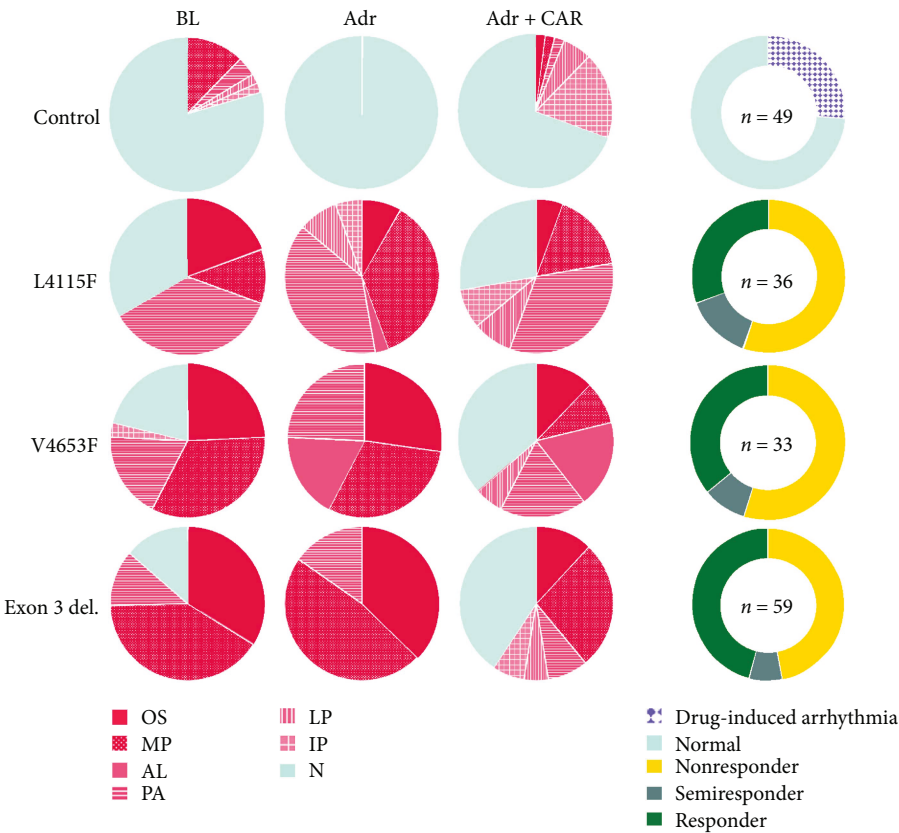 BL Adr Adr + CAR
Control n = 49
L4115F n = 36
V4653F n = 33
Exon 3 del. n = 59
OS LP Drug-induced arrhythmia
MP IP Normal
AL N Nonresponder
PA Semiresponder
Responder